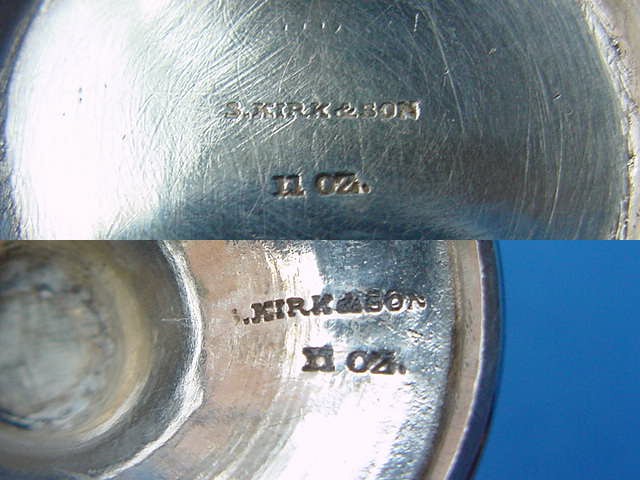 S.KIRK & SON
11 OZ.
.KIRK & SON
11 OZ.